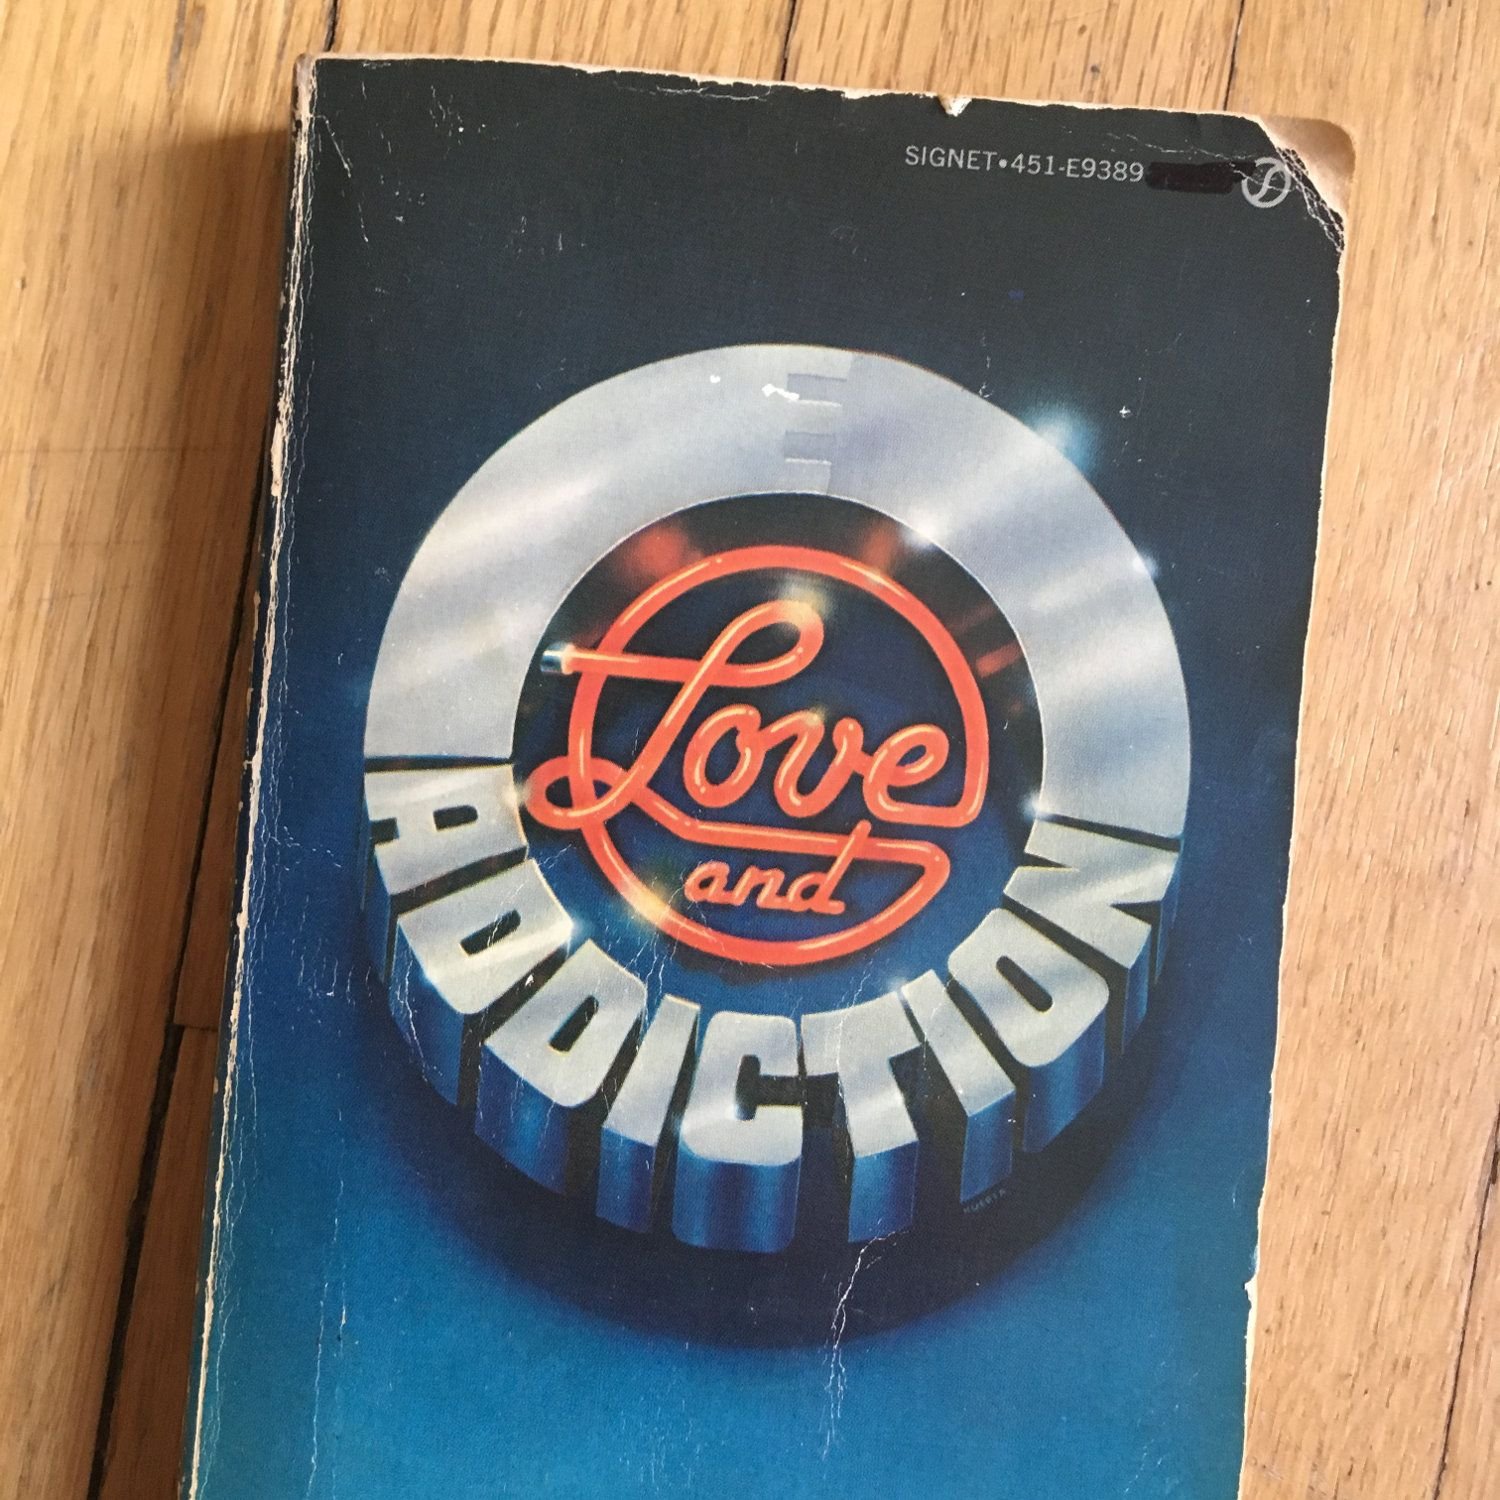 SIGNET•451-E9389
Love
and
ADDICTION